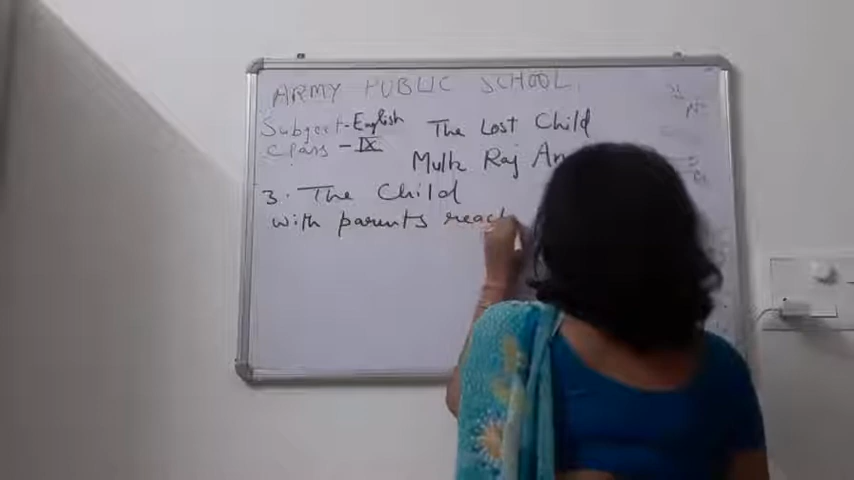 ARMY PUBLIC SCHOOL
Subject - English
The Lost Child
Class - IX
Mulk Raj
3. The Child
with parents